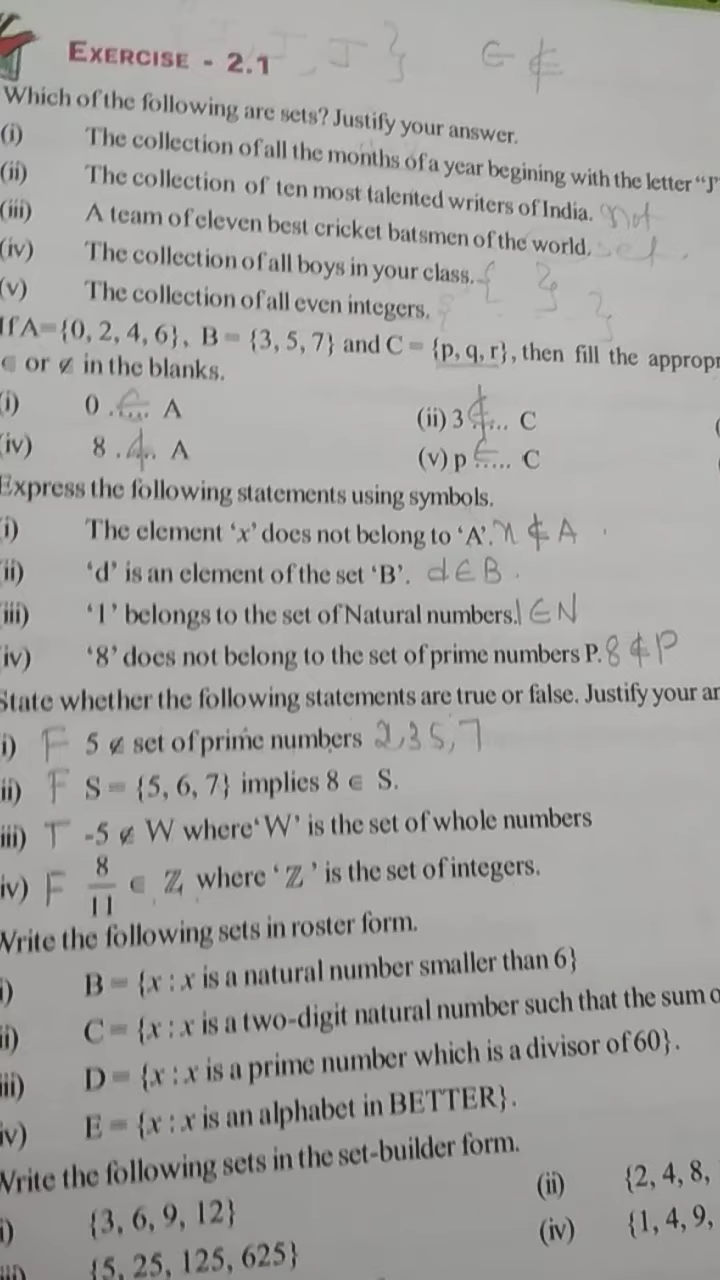 J, J } ∈ ∉
EXERCISE - 2.1
Which of the following are sets? Justify your answer.
(i) The collection of all the months of a year begining with the letter “J”
(ii) The collection of ten most talented writers of India. not
(iii) A team of eleven best cricket batsmen of the world. set.
(iv) The collection of all boys in your class. { }
(v) The collection of all even integers. { }
If A={0, 2, 4, 6}, B = {3, 5, 7} and C = {p, q, r}, then fill the appropr
∈ or ∉ in the blanks.
(i) 0 .∈.... A (ii) 3 ∉.... C (
(iv) 8 .∉.. A (v) p ∈..... C
Express the following statements using symbols.
i) The element ‘x’ does not belong to ‘A’. x ∉ A .
ii) ‘d’ is an element of the set ‘B’. d ∈ B .
iii) ‘1’ belongs to the set of Natural numbers. 1 ∈ N
iv) ‘8’ does not belong to the set of prime numbers P. 8 ∉ P
State whether the following statements are true or false. Justify your an
i) F 5 ∉ set of prime numbers 2,3 5,7
ii) F S = {5, 6, 7} implies 8 ∈ S.
iii) T -5 ∉ W where ‘W’ is the set of whole numbers
iv) F 8/11 ∈ ℤ, where ‘ℤ’ is the set of integers.
Write the following sets in roster form.
i) B = {x : x is a natural number smaller than 6}
ii) C = {x : x is a two-digit natural number such that the sum o
iii) D = {x : x is a prime number which is a divisor of 60}.
iv) E = {x : x is an alphabet in BETTER}.
Write the following sets in the set-builder form.
i) {3, 6, 9, 12} (ii) {2, 4, 8,
iii) {5, 25, 125, 625} (iv) {1, 4, 9,